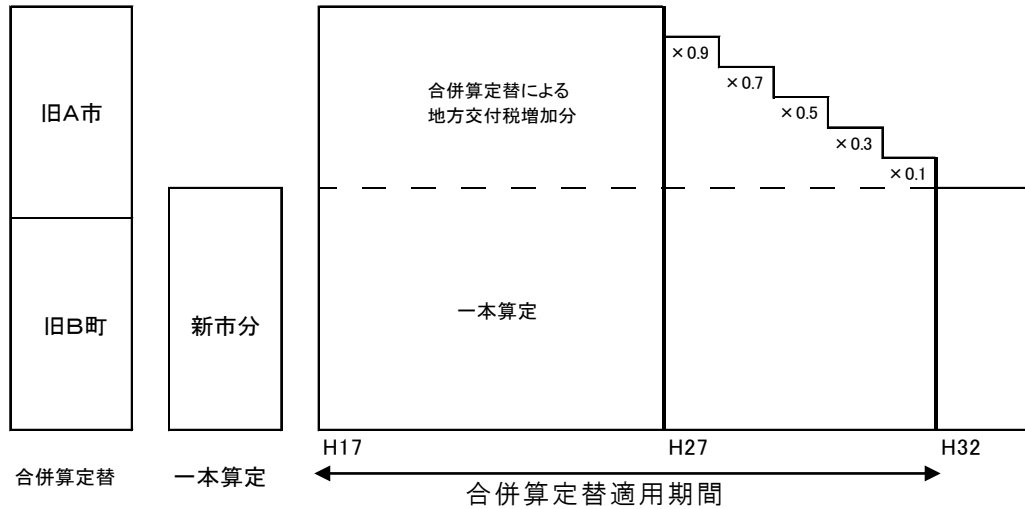 旧A市
旧B町
合併算定替
新市分
一本算定
合併算定替による
地方交付税増加分
一本算定
×0.9
×0.7
×0.5
×0.3
×0.1
H17
H27
H32
合併算定替適用期間